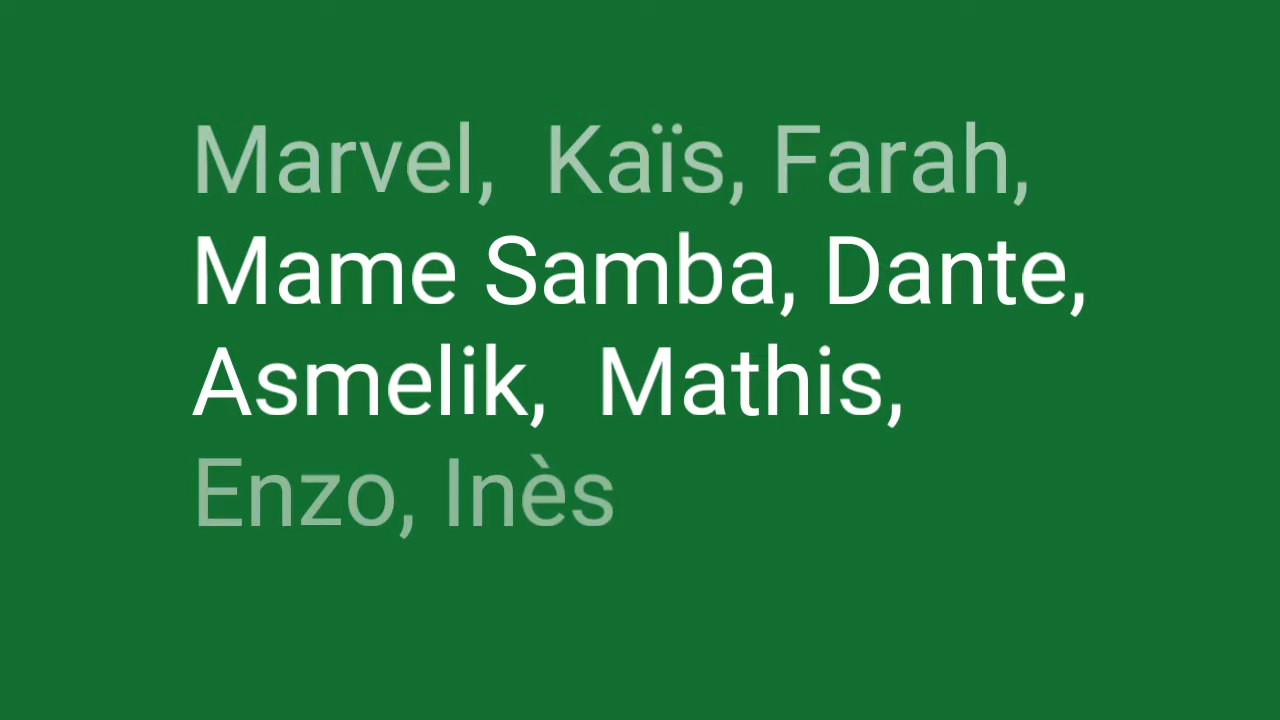 Marvel,  Kaïs, Farah,
Mame Samba, Dante,
Asmelik,  Mathis,
Enzo, Inès